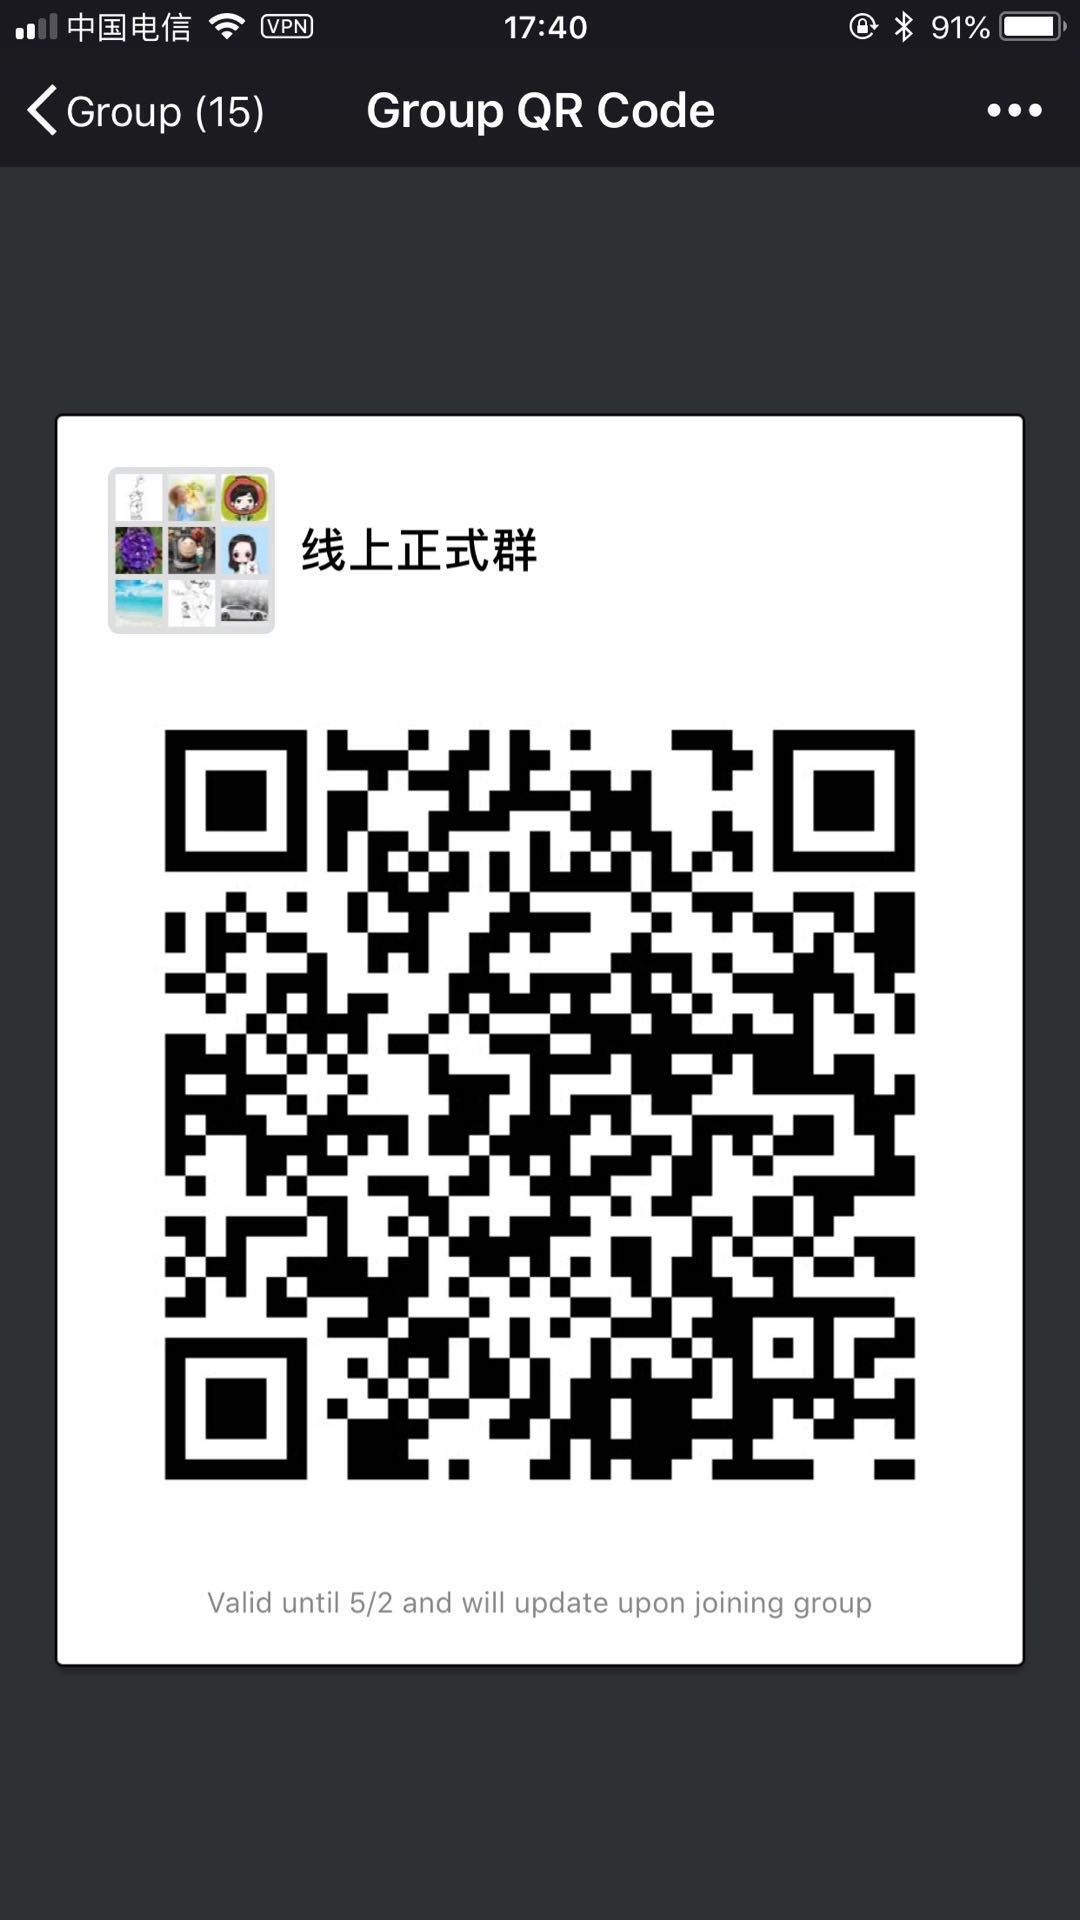 中国电信 VPN 17:40 91%
Group (15) Group QR Code
线上正式群
Valid until 5/2 and will update upon joining group